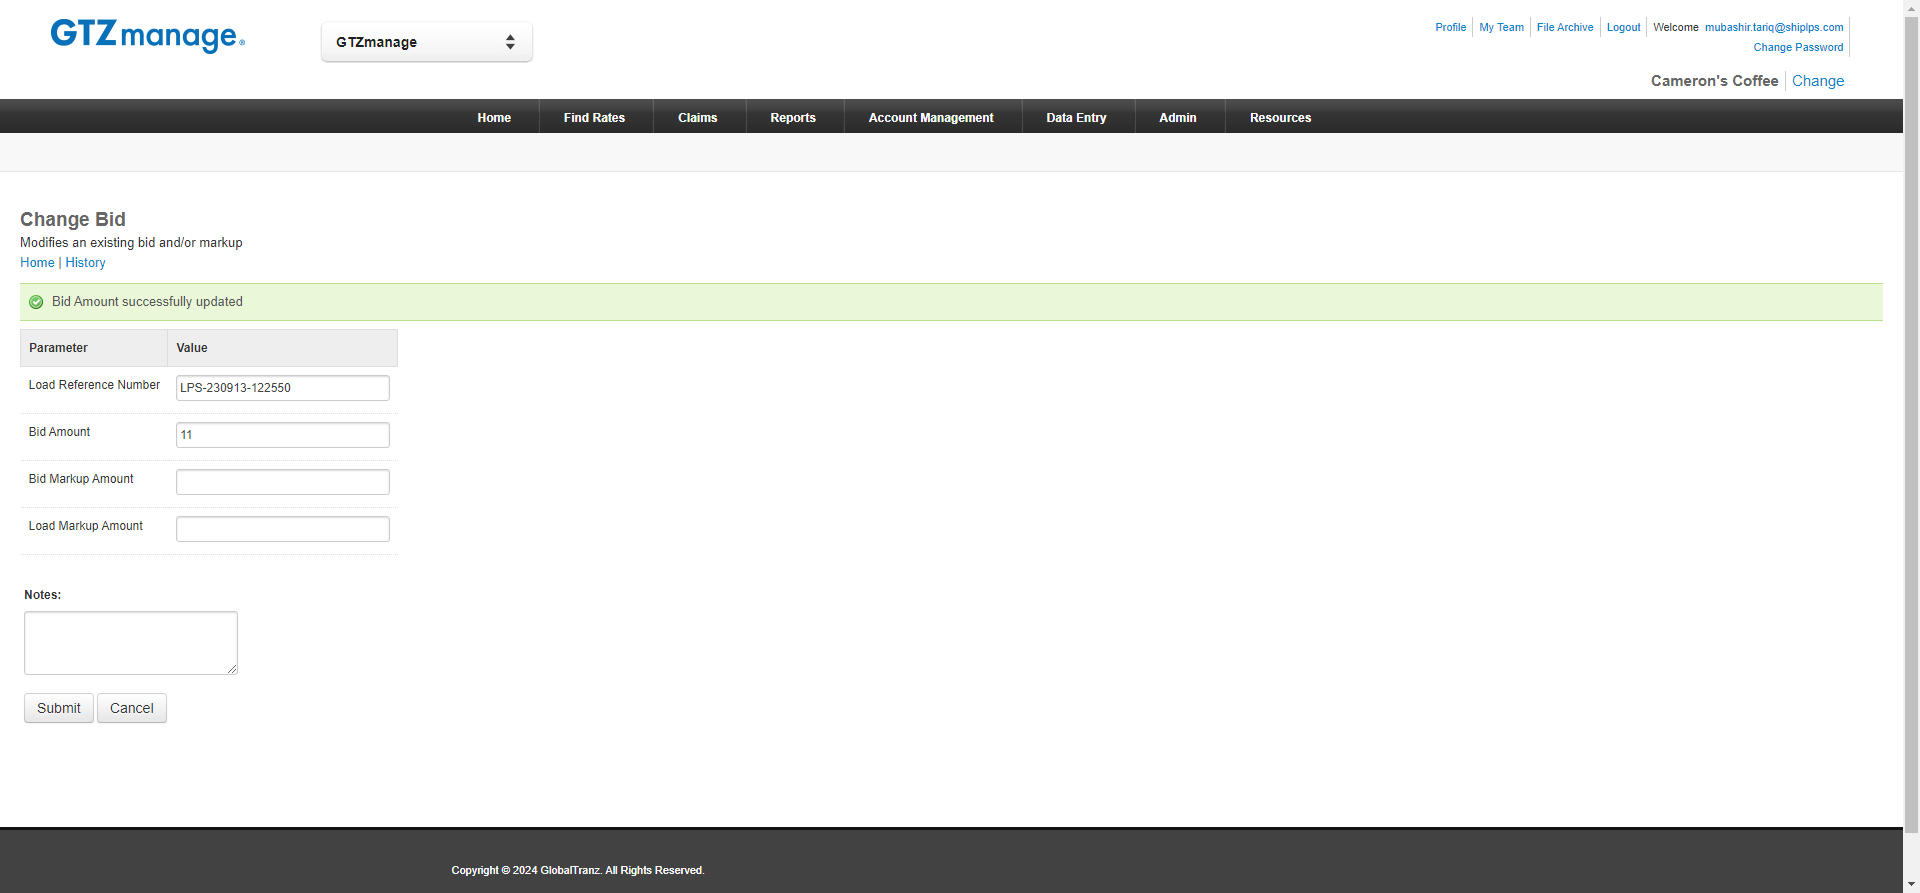 GTZmanage®
GTZmanage
Profile My Team File Archive Logout Welcome mubashir.tariq@shiplps.com
Change Password
Cameron's Coffee Change
Home Find Rates Claims Reports Account Management Data Entry Admin Resources
Change Bid
Modifies an existing bid and/or markup
Home | History
Bid Amount successfully updated
Parameter Value
Load Reference Number LPS-230913-122550
Bid Amount 11
Bid Markup Amount
Load Markup Amount
Notes:
Submit Cancel
Copyright © 2024 GlobalTranz. All Rights Reserved.